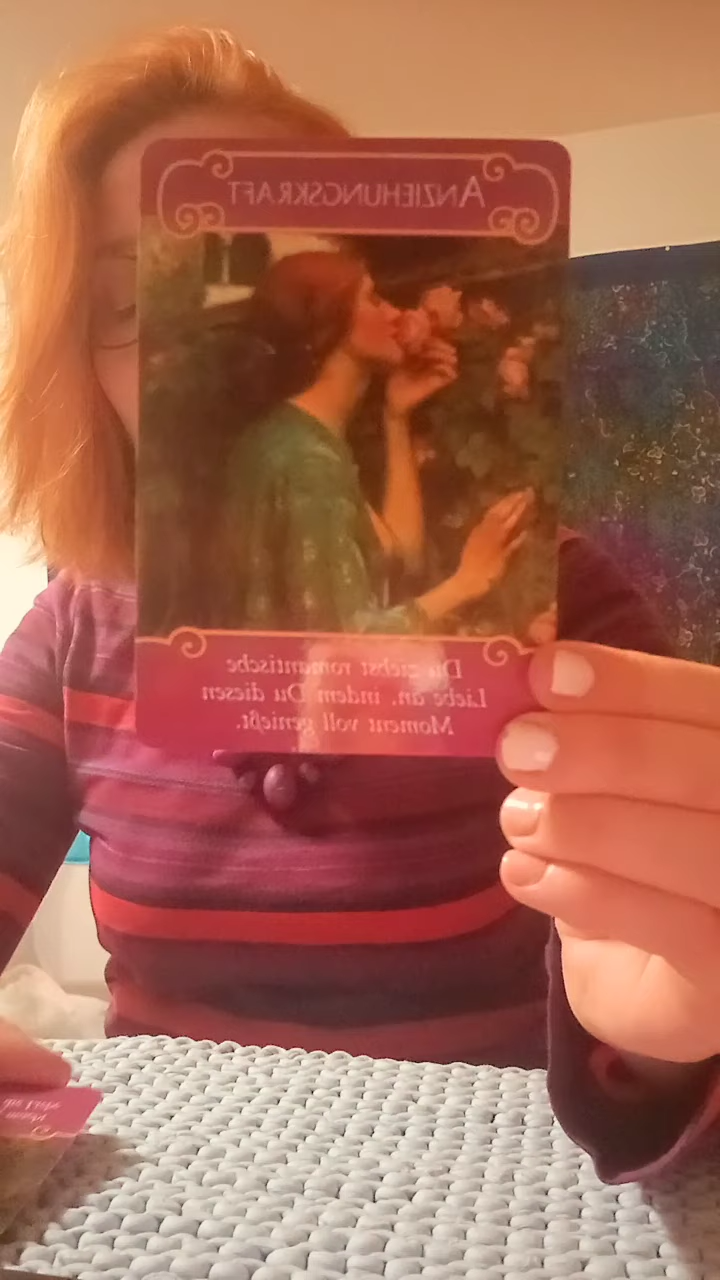 ANZIEHUNGSKRAFT
Du ziehst romantische
Liebe an, indem Du diesen
Moment voll genießt.